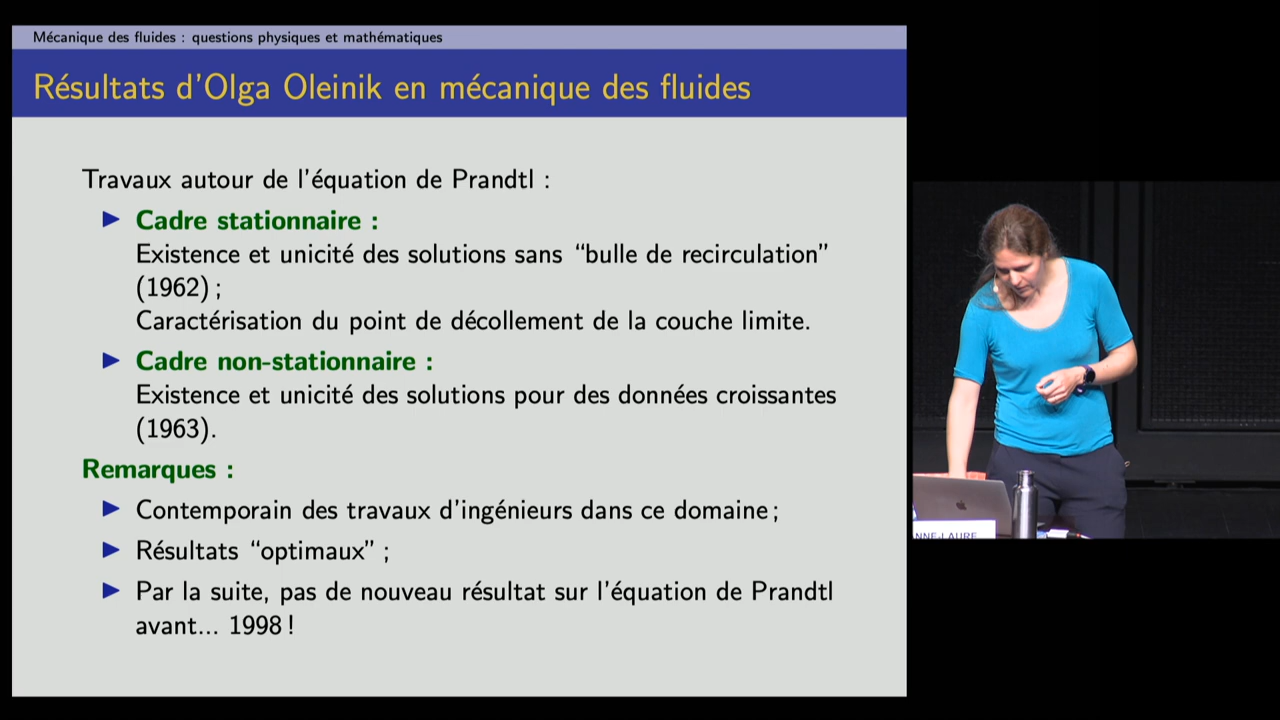 Mécanique des fluides : questions physiques et mathématiques
Résultats d'Olga Oleinik en mécanique des fluides
Travaux autour de l'équation de Prandtl :
Cadre stationnaire :
Existence et unicité des solutions sans “bulle de recirculation”
(1962) ;
Caractérisation du point de décollement de la couche limite.
Cadre non-stationnaire :
Existence et unicité des solutions pour des données croissantes
(1963).
Remarques :
Contemporain des travaux d'ingénieurs dans ce domaine ;
Résultats “optimaux” ;
Par la suite, pas de nouveau résultat sur l'équation de Prandtl
avant... 1998 !
NNE-LAURE